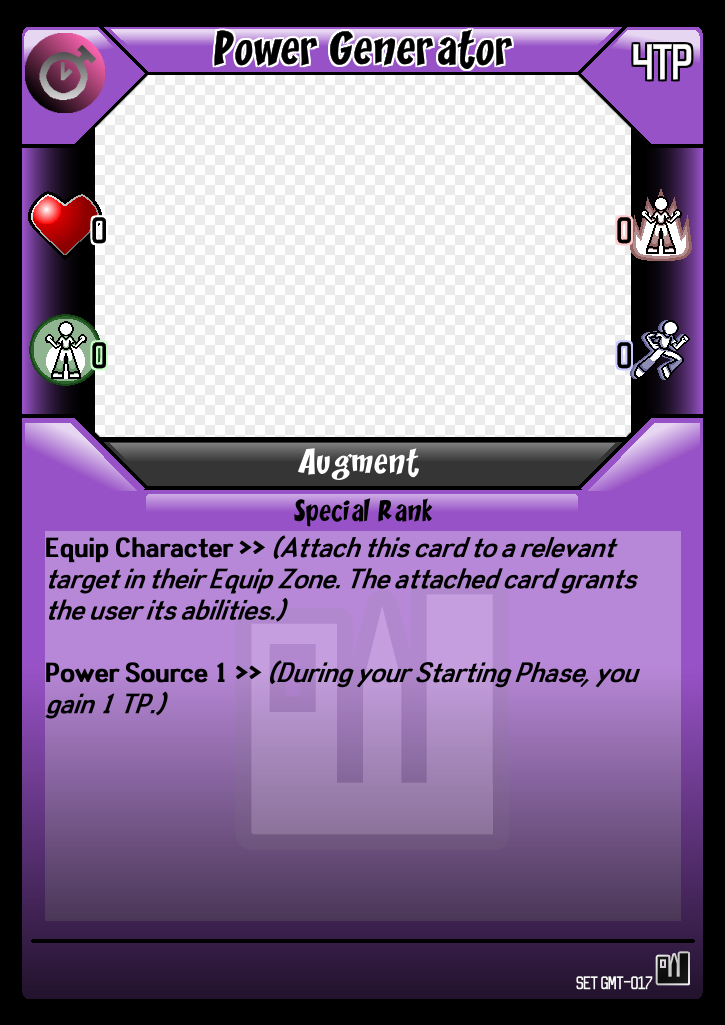 Power Generator
4TP
0
0
0
0
Augment
Special Rank
Equip Character >> (Attach this card to a relevant
target in their Equip Zone. The attached card grants
the user its abilities.)
Power Source 1 >> (During your Starting Phase, you
gain 1 TP.)
SET GMT-017